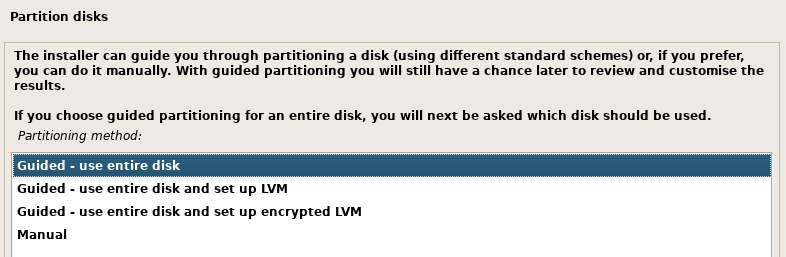 Partition disks
The installer can guide you through partitioning a disk (using different standard schemes) or, if you prefer,
you can do it manually. With guided partitioning you will still have a chance later to review and customise the
results.
If you choose guided partitioning for an entire disk, you will next be asked which disk should be used.
Partitioning method:
Guided - use entire disk
Guided - use entire disk and set up LVM
Guided - use entire disk and set up encrypted LVM
Manual